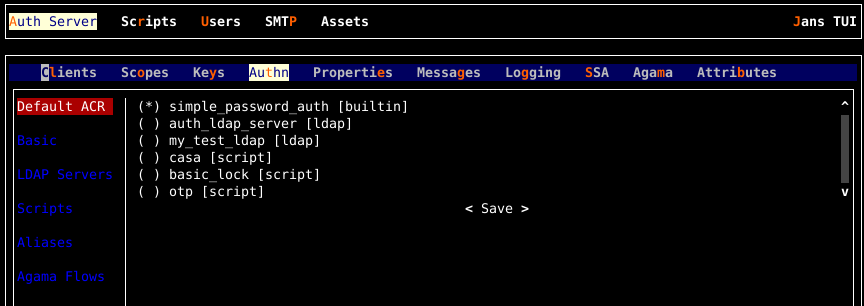 Auth Server Scripts Users SMTP Assets Jans TUI
Clients Scopes Keys Authn Properties Messages Logging SSA Agama Attributes
Default ACR (*) simple_password_auth [builtin] ^
( ) auth_ldap_server [ldap]
Basic ( ) my_test_ldap [ldap]
( ) casa [script]
LDAP Servers ( ) basic_lock [script]
( ) otp [script] v
Scripts < Save >
Aliases
Agama Flows